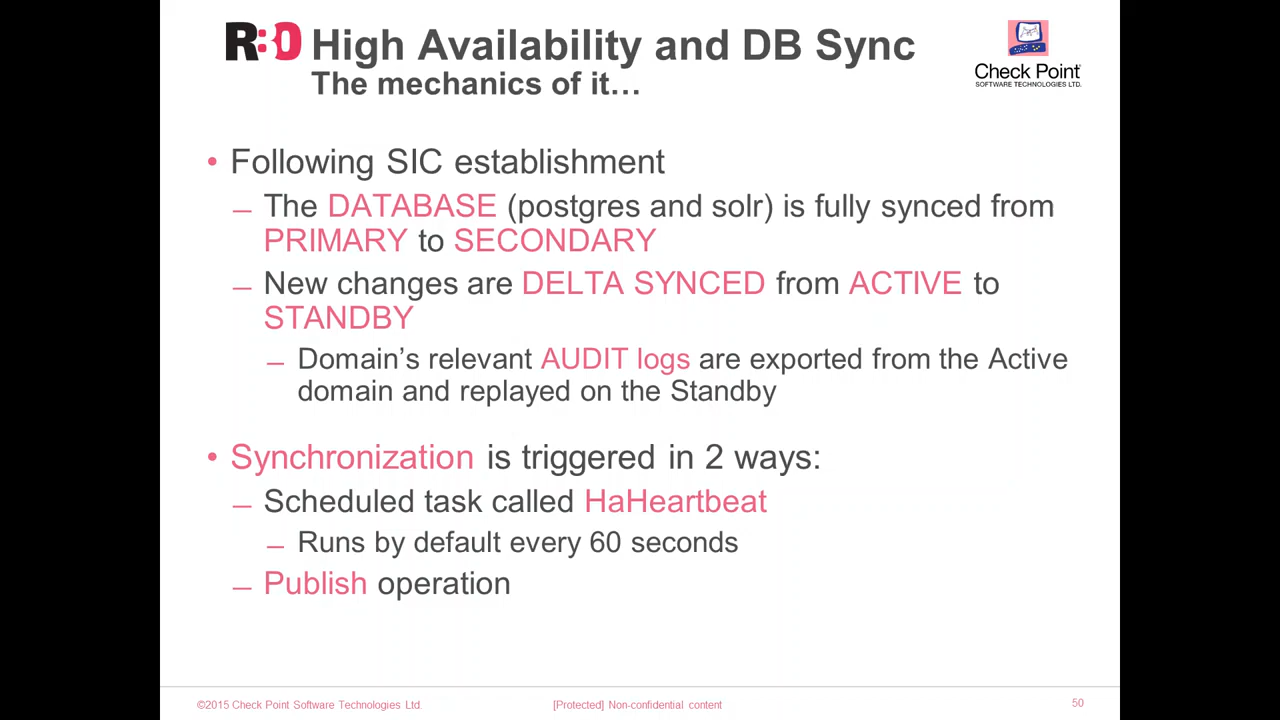 R80 High Availability and DB Sync
The mechanics of it…
Check Point
SOFTWARE TECHNOLOGIES LTD.
• Following SIC establishment
– The DATABASE (postgres and solr) is fully synced from
PRIMARY to SECONDARY
– New changes are DELTA SYNCED from ACTIVE to
STANDBY
– Domain’s relevant AUDIT logs are exported from the Active
domain and replayed on the Standby
• Synchronization is triggered in 2 ways:
– Scheduled task called HaHeartbeat
– Runs by default every 60 seconds
– Publish operation
©2015 Check Point Software Technologies Ltd. [Protected] Non-confidential content 50